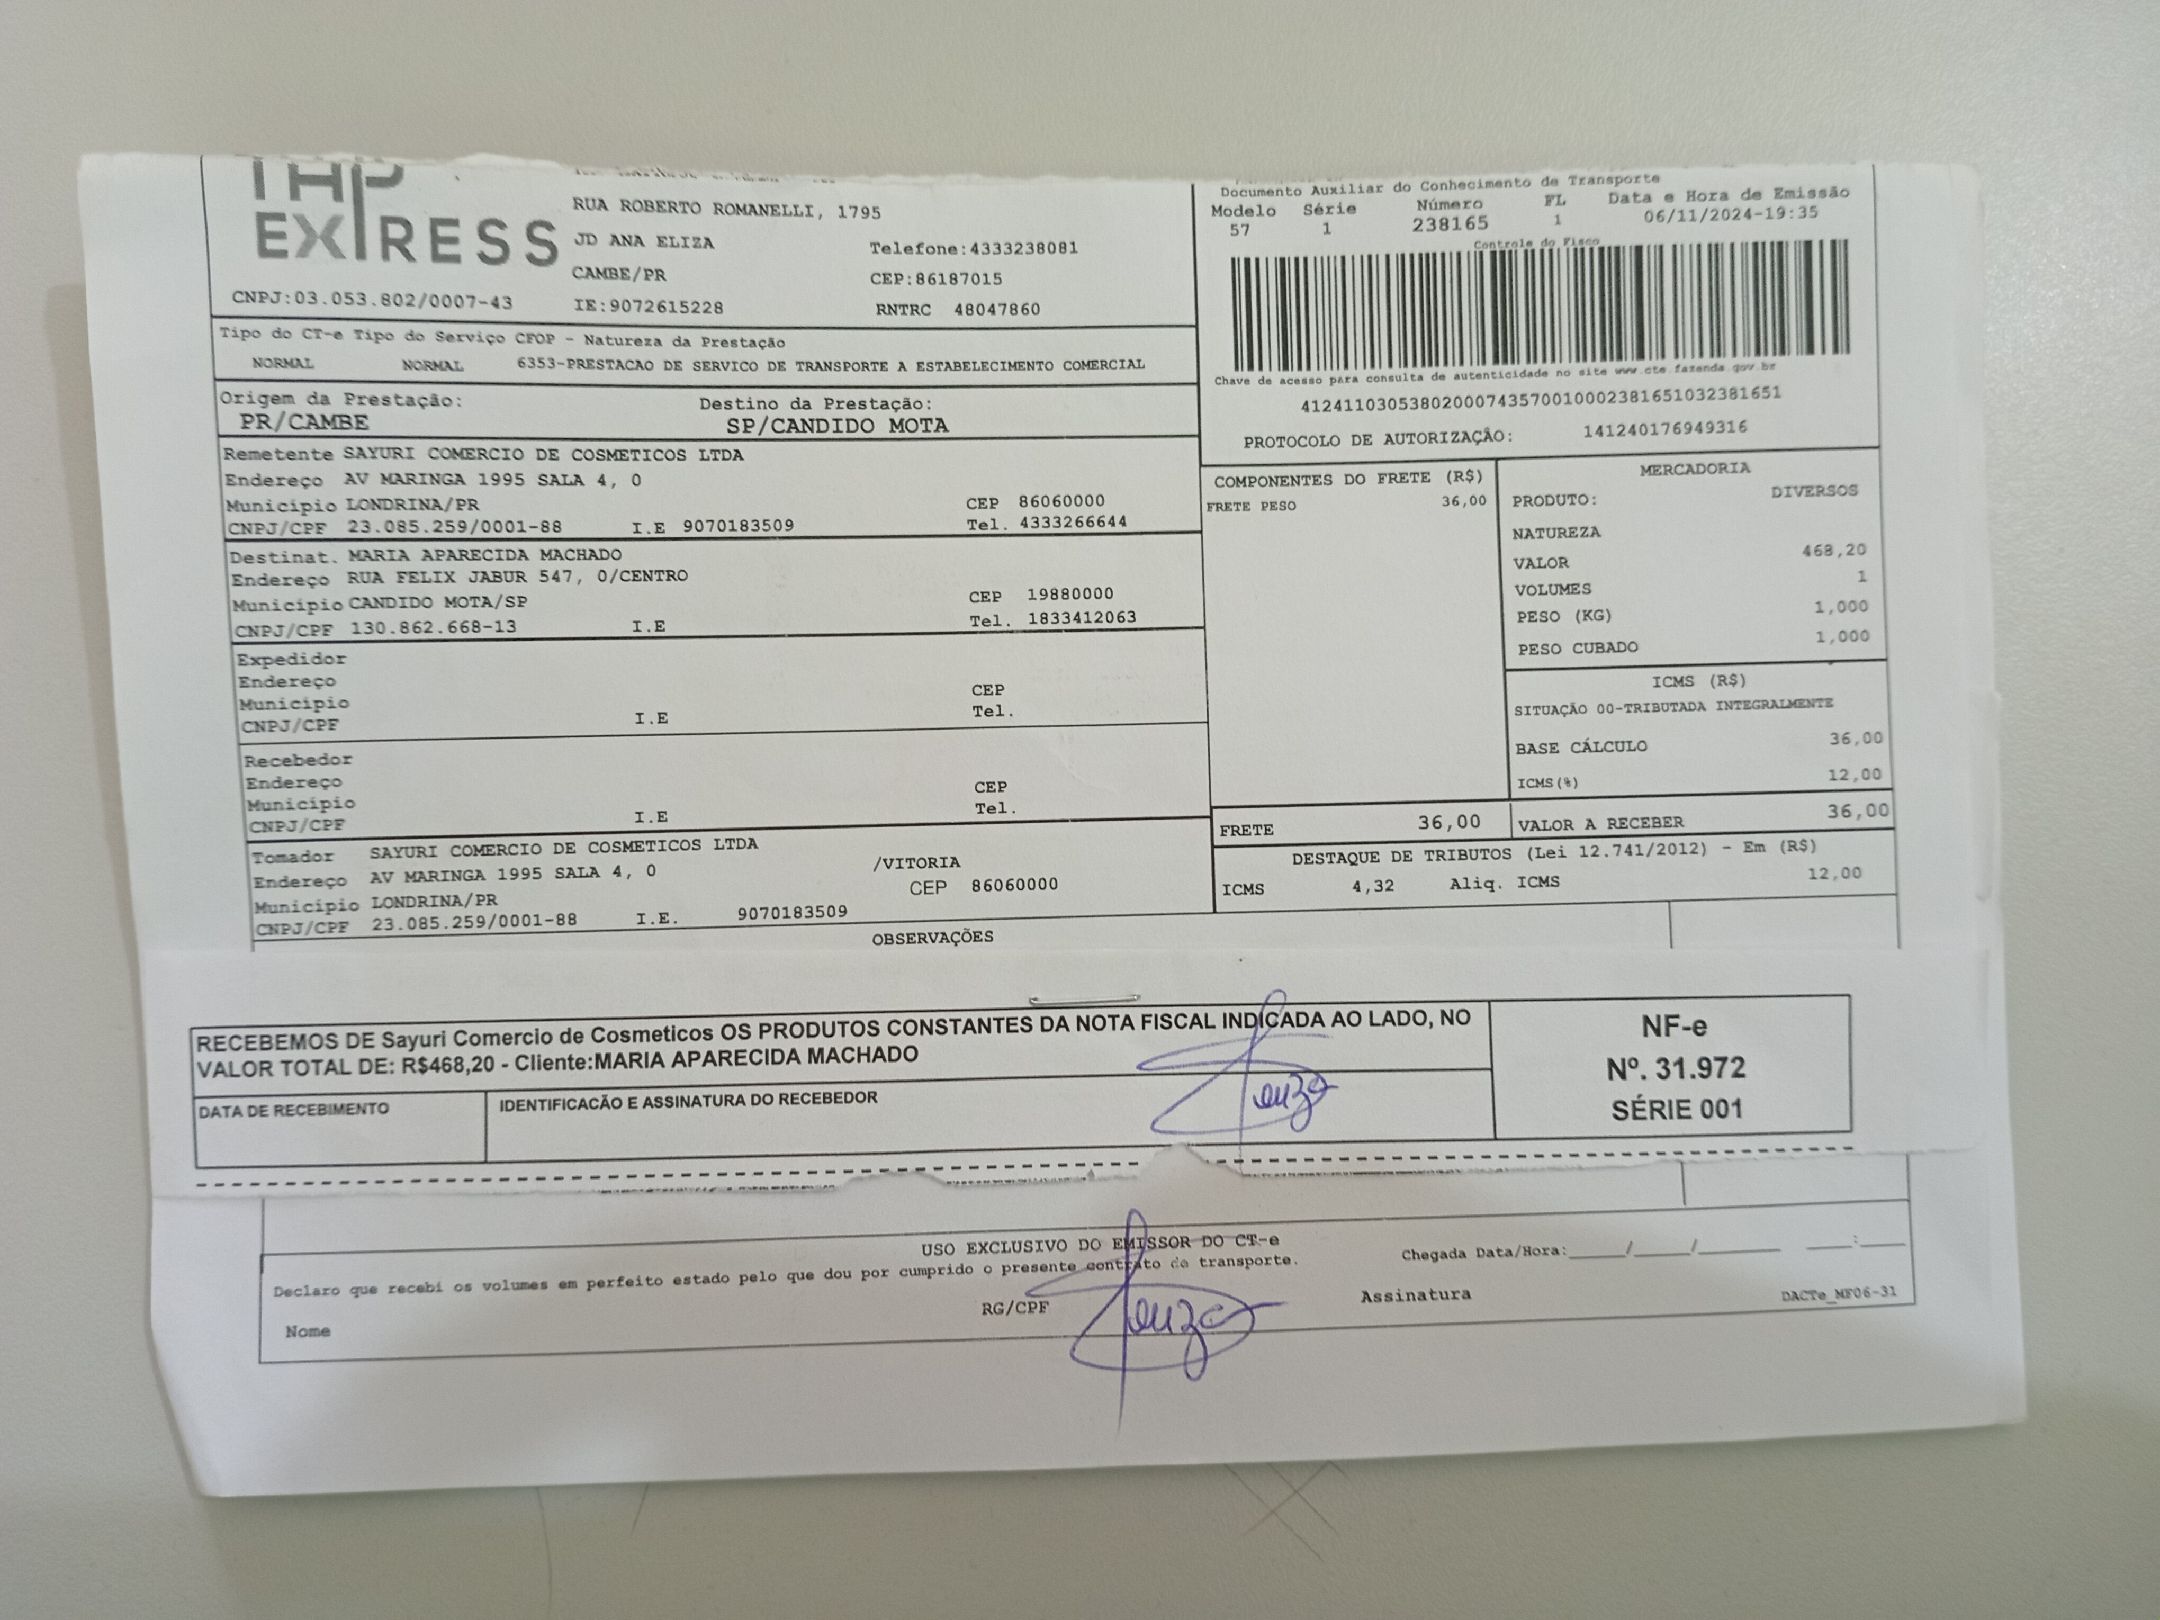 THP
EXPRESS
RUA ROBERTO ROMANELLI, 1795
JD ANA ELIZA
Telefone:4333238081
CAMBE/PR
CEP:86187015
CNPJ:03.053.802/0007-43
IE:9072615228
RNTRC 48047860
Documento Auxiliar do Conhecimento de Transporte
Modelo Série Número FL Data e Hora de Emissão
57 1 238165 1 06/11/2024-19:35
Controle do Fisco
Chave de acesso para consulta de autenticidade no site www.cte.fazenda.gov.br
41241103053802000743570010002381651032381651
PROTOCOLO DE AUTORIZAÇÃO: 141240176949316
Tipo do CT-e Tipo do Serviço CFOP - Natureza da Prestação
NORMAL NORMAL 6353-PRESTACAO DE SERVICO DE TRANSPORTE A ESTABELECIMENTO COMERCIAL
Origem da Prestação: Destino da Prestação:
PR/CAMBE SP/CANDIDO MOTA
Remetente SAYURI COMERCIO DE COSMETICOS LTDA
Endereço AV MARINGA 1995 SALA 4, 0
Município LONDRINA/PR CEP 86060000
CNPJ/CPF 23.085.259/0001-88 I.E 9070183509 Tel. 4333266644
Destinat. MARIA APARECIDA MACHADO
Endereço RUA FELIX JABUR 547, 0/CENTRO
Município CANDIDO MOTA/SP CEP 19880000
CNPJ/CPF 130.862.668-13 I.E Tel. 1833412063
Expedidor
Endereço
Município CEP
CNPJ/CPF I.E Tel.
Recebedor
Endereço
Município CEP
CNPJ/CPF I.E Tel.
Tomador SAYURI COMERCIO DE COSMETICOS LTDA
Endereço AV MARINGA 1995 SALA 4, 0 /VITORIA
Município LONDRINA/PR CEP 86060000
CNPJ/CPF 23.085.259/0001-88 I.E. 9070183509
COMPONENTES DO FRETE (R$)
FRETE PESO 36,00
MERCADORIA
PRODUTO: DIVERSOS
NATUREZA
VALOR 468,20
VOLUMES 1
PESO (KG) 1,000
PESO CUBADO 1,000
ICMS (R$)
SITUAÇÃO 00-TRIBUTADA INTEGRALMENTE
BASE CÁLCULO 36,00
ICMS(%) 12,00
FRETE 36,00 VALOR A RECEBER 36,00
DESTAQUE DE TRIBUTOS (Lei 12.741/2012) - Em (R$)
ICMS 4,32 Aliq. ICMS 12,00
OBSERVAÇÕES
RECEBEMOS DE Sayuri Comercio de Cosmeticos OS PRODUTOS CONSTANTES DA NOTA FISCAL INDICADA AO LADO, NO
VALOR TOTAL DE: R$468,20 - Cliente:MARIA APARECIDA MACHADO
DATA DE RECEBIMENTO
IDENTIFICACÃO E ASSINATURA DO RECEBEDOR
NF-e
Nº. 31.972
SÉRIE 001
USO EXCLUSIVO DO EMISSOR DO CT-e
Declaro que recebi os volumes em perfeito estado pelo que dou por cumprido o presente contrato de transporte.
Chegada Data/Hora:____/____/______ ___:___
Nome RG/CPF Assinatura
DACTe_MF06-31